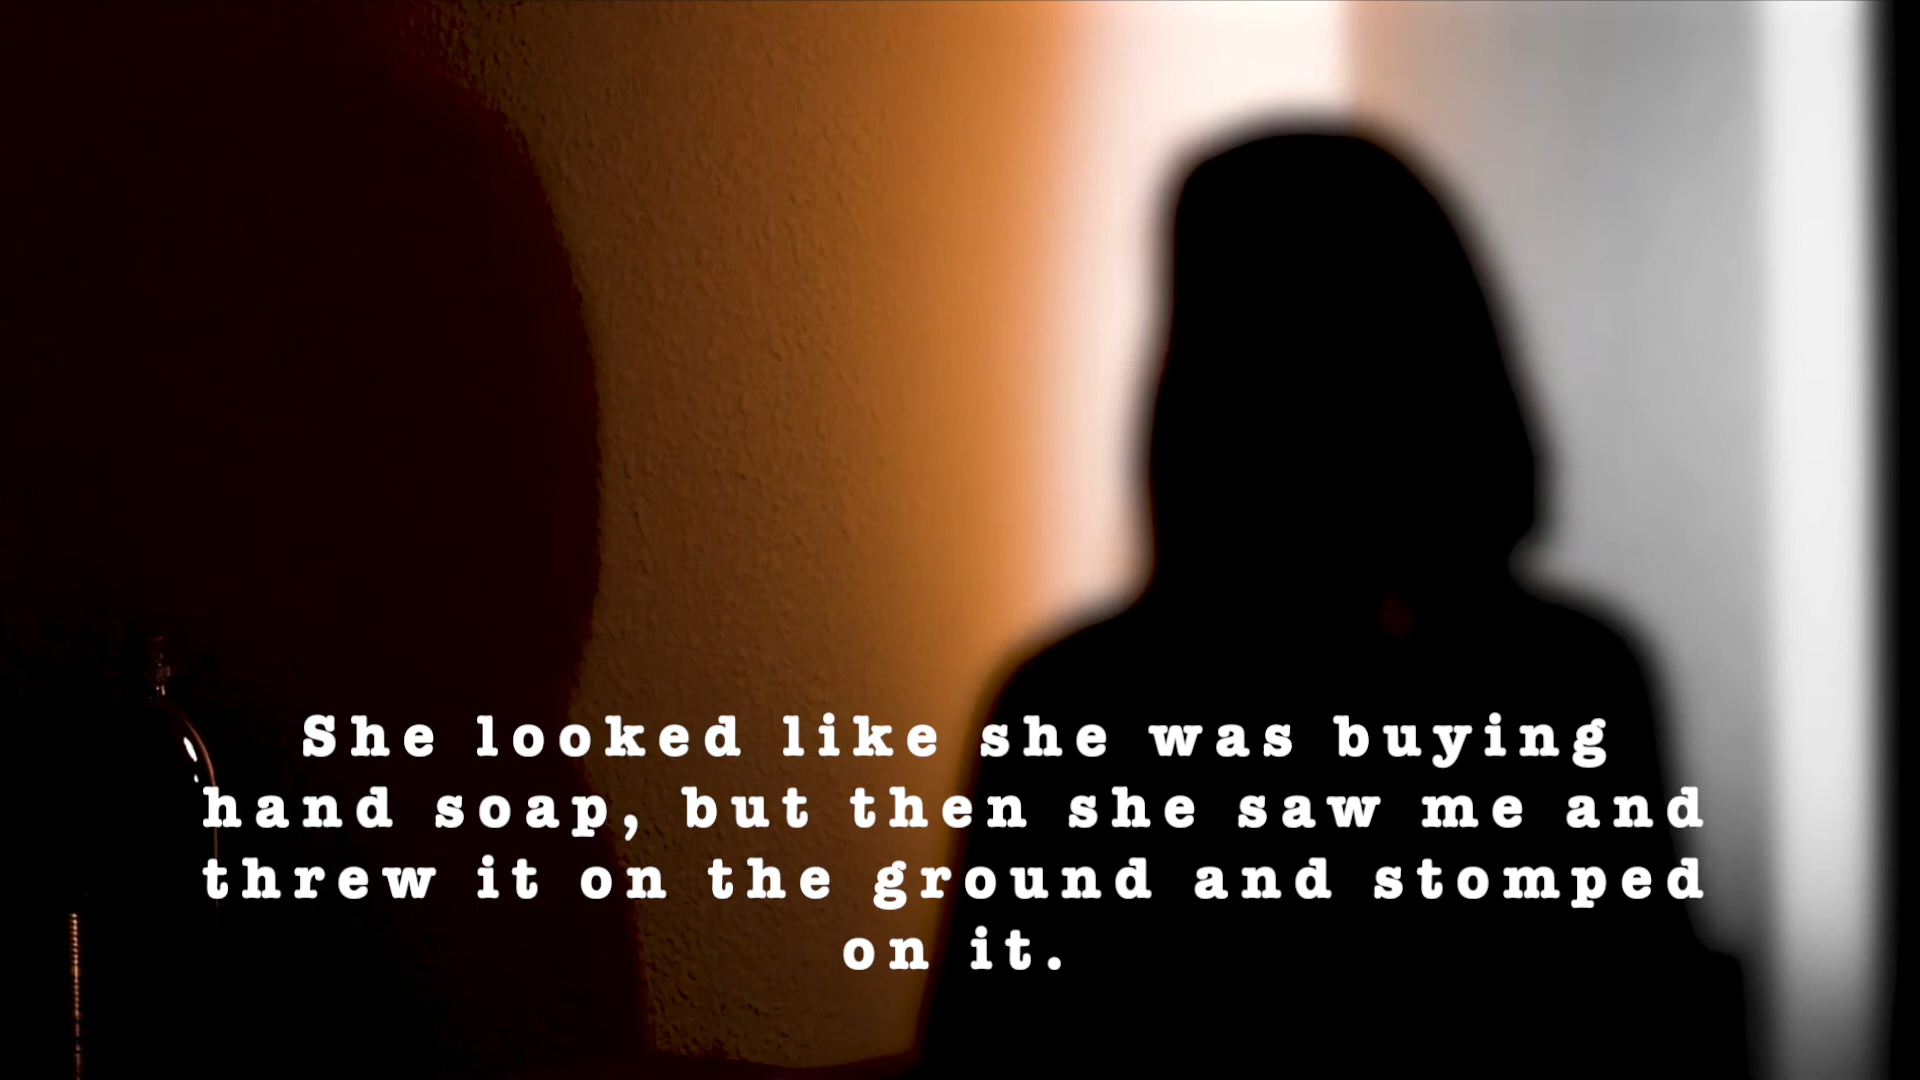 She looked like she was buying
hand soap, but then she saw me and
threw it on the ground and stomped
on it.